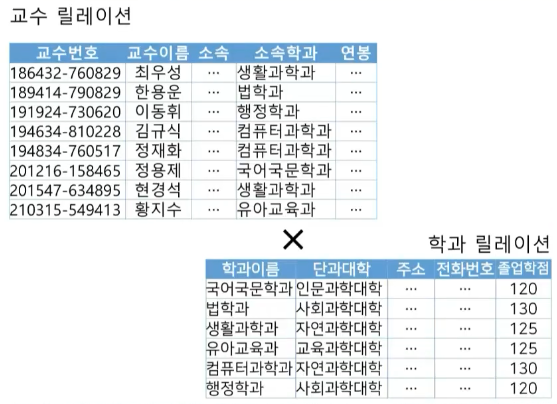 교수 릴레이션
교수번호 교수이름 소속 소속학과 연봉
186432-760829 최우성 … 생활과학과 …
189414-790829 한용운 … 법학과 …
191924-730620 이동휘 … 행정학과 …
194634-810228 김규식 … 컴퓨터과학과 …
194834-760517 정재화 … 컴퓨터과학과 …
201216-158465 정용제 … 국어국문학과 …
201547-634895 현경석 … 생활과학과 …
210315-549413 황지수 … 유아교육과 …
×
학과 릴레이션
학과이름 단과대학 주소 전화번호 졸업학점
국어국문학과 인문과학대학 … … 120
법학과 사회과학대학 … … 130
생활과학과 자연과학대학 … … 125
유아교육과 교육과학대학 … … 125
컴퓨터과학과 자연과학대학 … … 130
행정학과 사회과학대학 … … 120